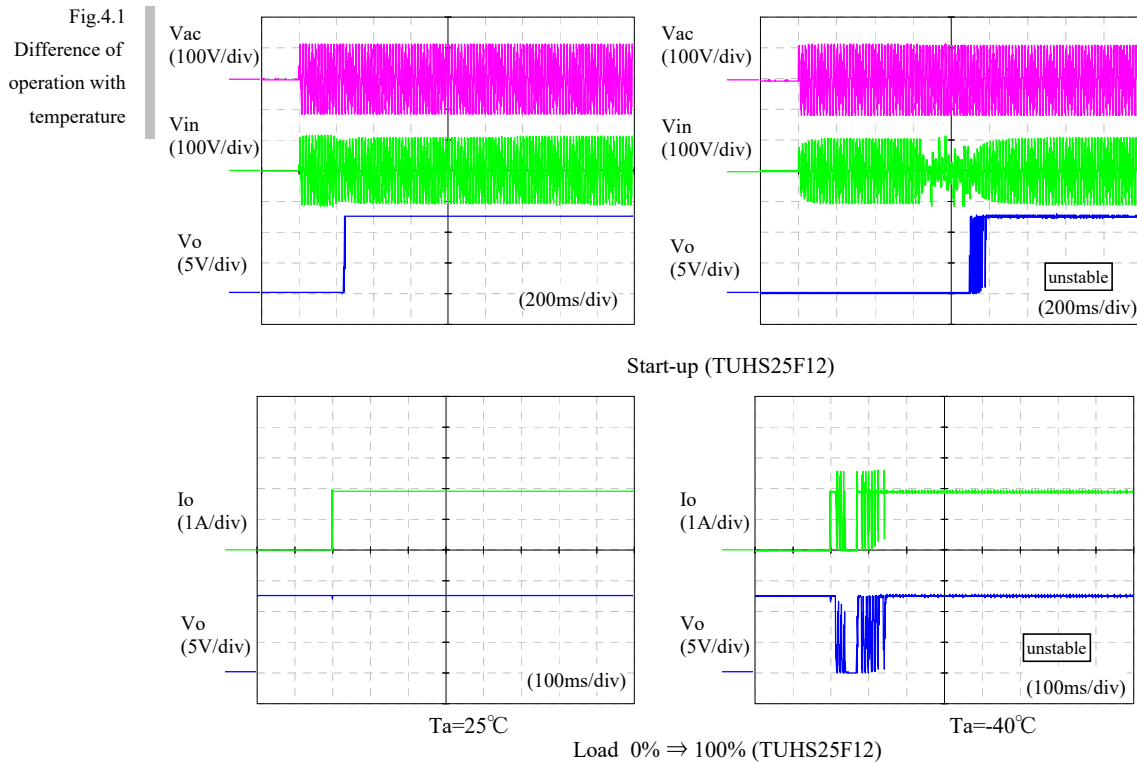 Fig.4.1
Difference of
operation with
temperature
Vac
(100V/div)
Vin
(100V/div)
Vo
(5V/div)
(200ms/div)
Vac
(100V/div)
Vin
(100V/div)
Vo
(5V/div)
unstable
(200ms/div)
Start-up (TUHS25F12)
Io
(1A/div)
Vo
(5V/div)
(100ms/div)
Io
(1A/div)
Vo
(5V/div)
unstable
(100ms/div)
Ta=25℃
Ta=-40℃
Load 0% ⇒ 100% (TUHS25F12)